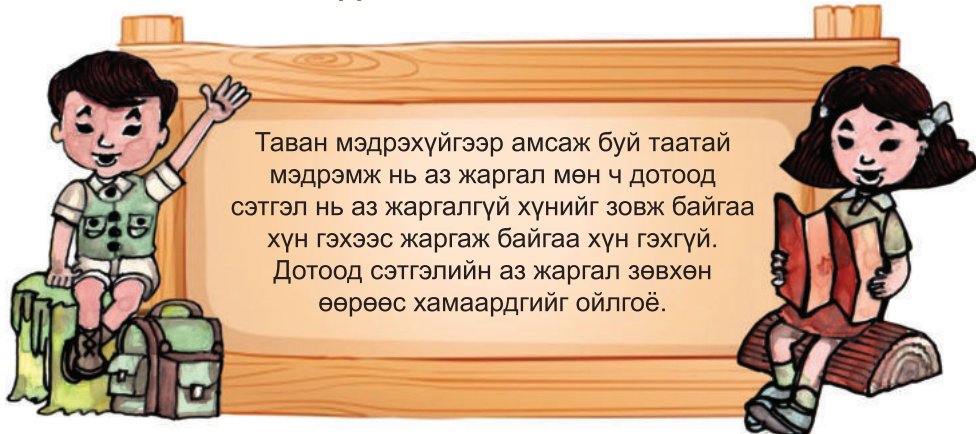 Таван мэдрэхүйгээр амсаж буй таатай
мэдрэмж нь аз жаргал мөн ч дотоод
сэтгэл нь аз жаргалгүй хүнийг зовж байгаа
хүн гэхээс жаргаж байгаа хүн гэхгүй.
Дотоод сэтгэлийн аз жаргал зөвхөн
өөрөөс хамаардгийг ойлгоё.